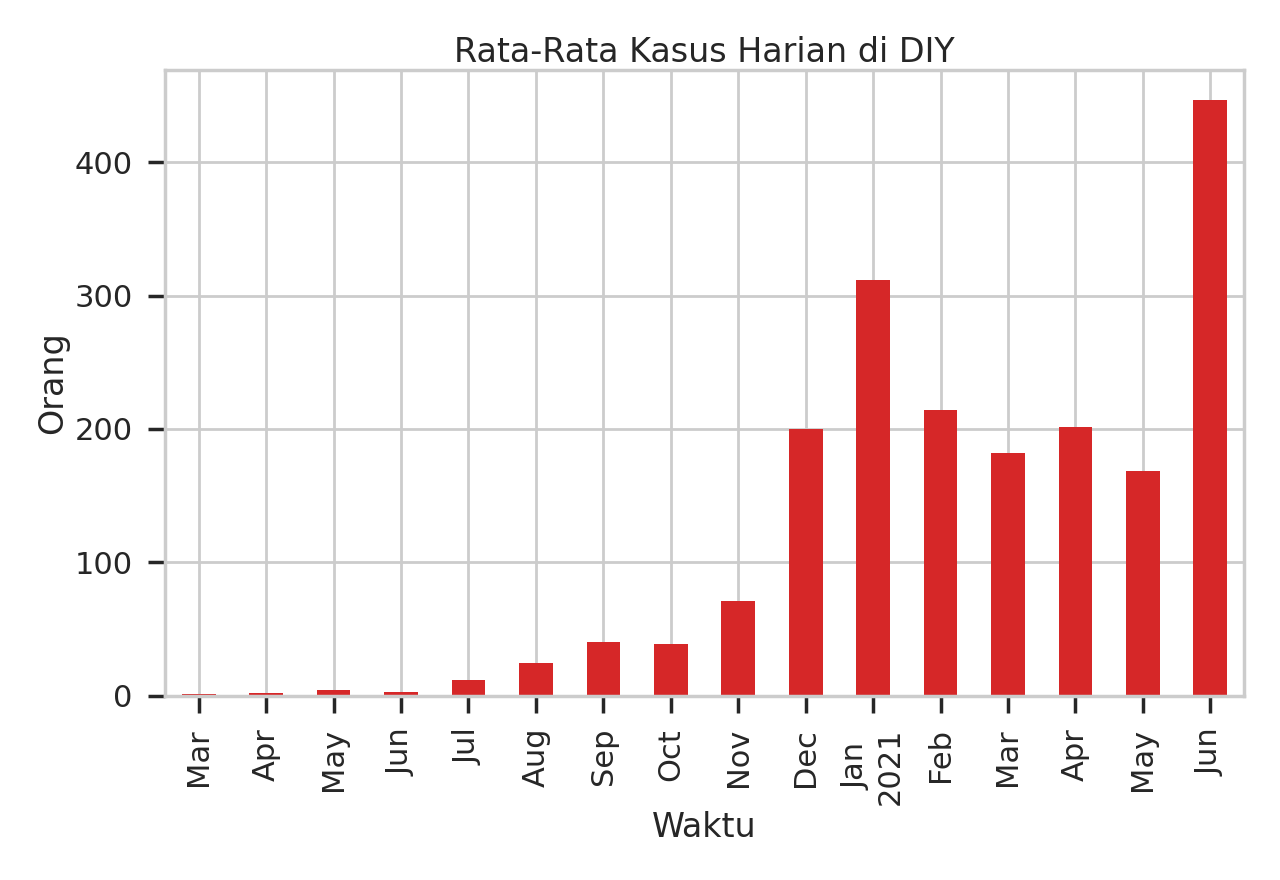 Rata-Rata Kasus Harian di DIY
Orang
400
300
200
100
0
Mar
Apr
May
Jun
Jul
Aug
Sep
Oct
Nov
Dec
Jan
2021
Feb
Mar
Apr
May
Jun
Waktu